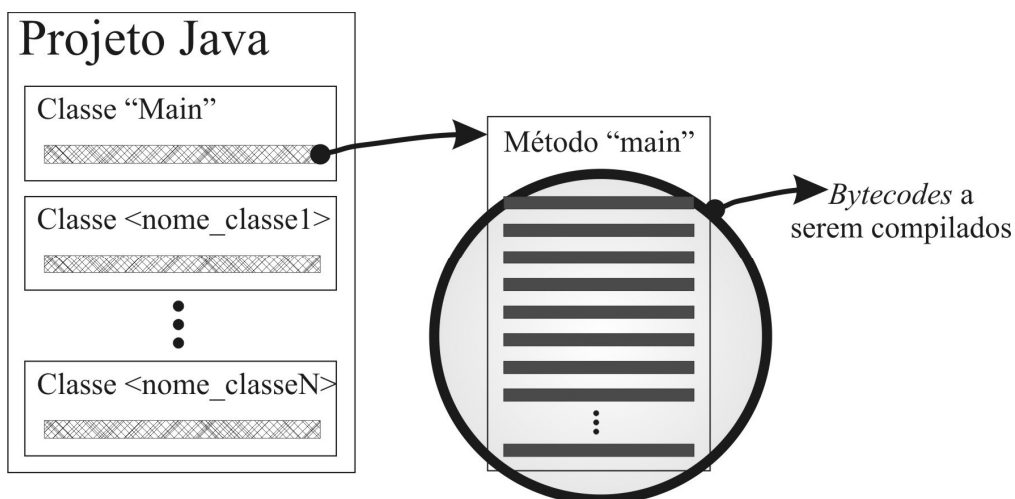 Projeto Java
Classe “Main”
Classe <nome_classe1>
Classe <nome_classeN>
Método “main”
Bytecodes a
serem compilados